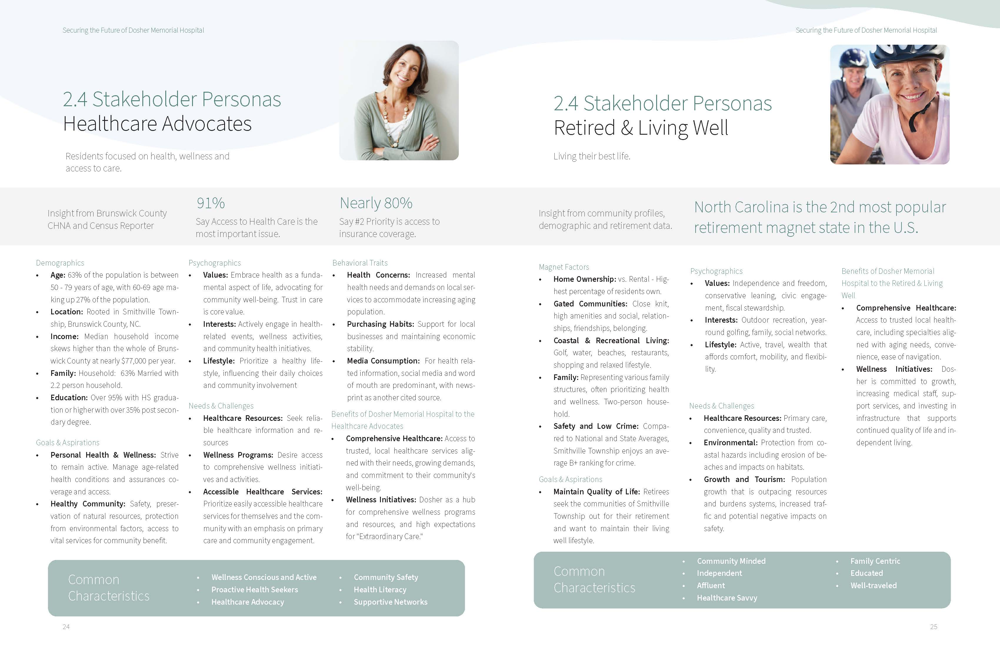 Securing the Future of Dosher Memorial Hospital
2.4 Stakeholder Personas
Healthcare Advocates
Residents focused on health, wellness and
access to care.
Insight from Brunswick County
CHNA and Census Reporter
91%
Say Access to Health Care is the
most important issue.
Nearly 80%
Say #2 Priority is access to
insurance coverage.
Demographics
• Age: 63% of the population is between
50 - 79 years of age, with 60-69 age ma-
king up 27% of the population.
• Location: Rooted in Smithville Town-
ship, Brunswick County, NC.
• Income: Median household income
skews higher than the whole of Bruns-
wick County at nearly $77,000 per year.
• Family: Household: 63% Married with
2.2 person household.
• Education: Over 95% with HS gradua-
tion or higher with over 35% post secon-
dary degree.
Goals & Aspirations
• Personal Health & Wellness: Strive
to remain active. Manage age-related
health conditions and assurances co-
verage and access.
• Healthy Community: Safety, preser-
vation of natural resources, protection
from environmental factors, access to
vital services for community benefit.
Psychographics
• Values: Embrace health as a funda-
mental aspect of life, advocating for
community well-being. Trust in care
is core value.
• Interests: Actively engage in health-
related events, wellness activities,
and community health initiatives.
• Lifestyle: Prioritize a healthy life-
style, influencing their daily choices
and community involvement
Needs & Challenges
• Healthcare Resources: Seek relia-
ble healthcare information and re-
sources
• Wellness Programs: Desire access
to comprehensive wellness initiati-
ves and activities.
• Accessible Healthcare Services:
Prioritize easily accessible healthcare
services for themselves and the com-
munity with an emphasis on primary
care and community engagement.
Behavioral Traits
• Health Concerns: Increased mental
health needs and demands on local ser-
vices to accommodate increasing aging
population.
• Purchasing Habits: Support for local
businesses and maintaining economic
stability.
• Media Consumption: For health rela-
ted information, social media and word
of mouth are predominant, with news-
print as another cited source.
Benefits of Dosher Memorial Hospital to the
Healthcare Advocates
• Comprehensive Healthcare: Access to
trusted, local healthcare services alig-
ned with their needs, growing demands,
and commitment to their community's
well-being.
• Wellness Initiatives: Dosher as a hub
for comprehensive wellness programs
and resources, and high expectations
for "Extraordinary Care."
Common
Characteristics
• Wellness Conscious and Active
• Proactive Health Seekers
• Healthcare Advocacy
• Community Safety
• Health Literacy
• Supportive Networks
24
Securing the Future of Dosher Memorial Hospital
2.4 Stakeholder Personas
Retired & Living Well
Living their best life.
Insight from community profiles,
demographic and retirement data.
North Carolina is the 2nd most popular
retirement magnet state in the U.S.
Magnet Factors
• Home Ownership: vs. Rental - Hig-
hest percentage of residents own.
• Gated Communities: Close knit,
high amenities and social, relation-
ships, friendships, belonging.
• Coastal & Recreational Living:
Golf, water, beaches, restaurants,
shopping and relaxed lifestyle.
• Family: Representing various family
structures, often prioritizing health
and wellness. Two-person house-
hold.
• Safety and Low Crime: Compa-
red to National and State Averages,
Smithville Township enjoys an ave-
rage B+ ranking for crime.
Goals & Aspirations
• Maintain Quality of Life: Retirees
seek the communities of Smithville
Township out for their retirement
and want to maintain their living
well lifestyle.
Psychographics
• Values: Independence and freedom,
conservative leaning, civic engage-
ment, fiscal stewardship.
• Interests: Outdoor recreation, year-
round golfing, family, social networks.
• Lifestyle: Active, travel, wealth that
affords comfort, mobility, and flexibi-
lity.
Needs & Challenges
• Healthcare Resources: Primary care,
convenience, quality and trusted.
• Environmental: Protection from co-
astal hazards including erosion of be-
aches and impacts on habitats.
• Growth and Tourism: Population
growth that is outpacing resources
and burdens systems, increased traf-
fic and potential negative impacts on
safety.
Benefits of Dosher Memorial
Hospital to the Retired & Living
Well
• Comprehensive Healthcare:
Access to trusted local health-
care, including specialties alig-
ned with aging needs, conve-
nience, ease of navigation.
• Wellness Initiatives: Dos-
her is committed to growth,
increasing medical staff, sup-
port services, and investing in
infrastructure that supports
continued quality of life and in-
dependent living.
Common
Characteristics
• Community Minded
• Independent
• Affluent
• Healthcare Savvy
• Family Centric
• Educated
• Well-traveled
25